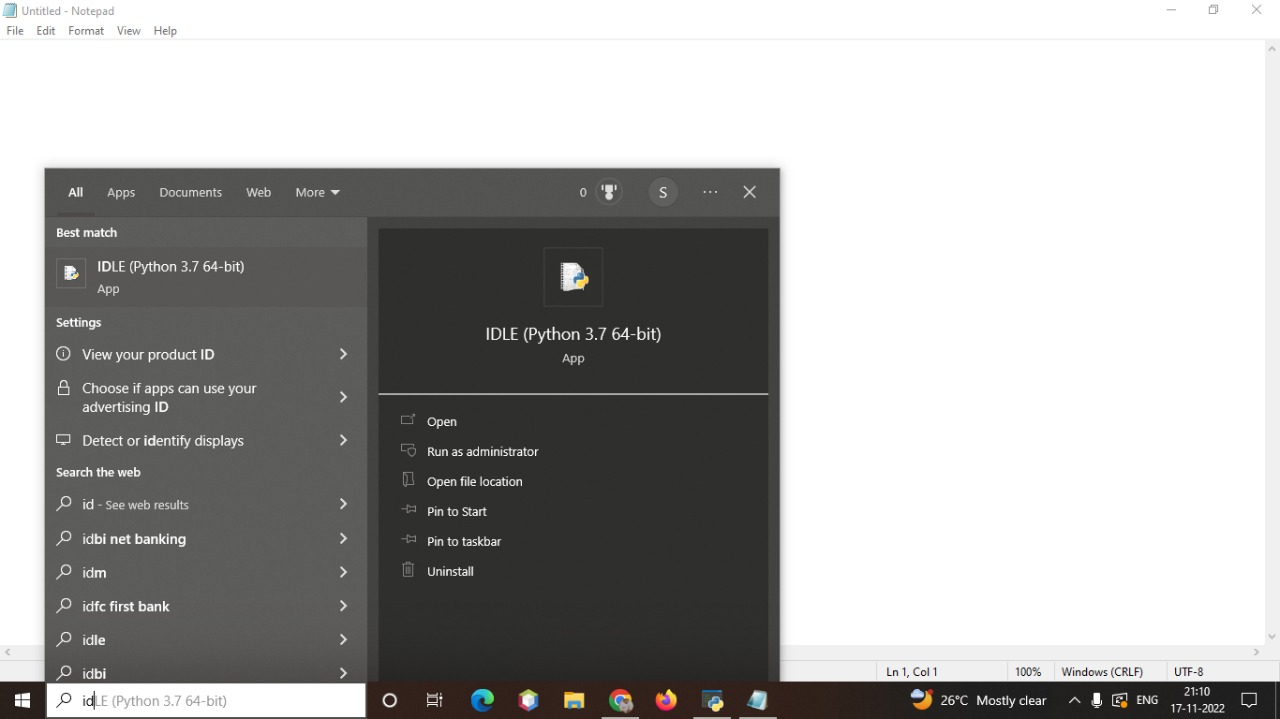 Untitled - Notepad
File Edit Format View Help
All Apps Documents Web More 0 S ...
Best match
IDLE (Python 3.7 64-bit)
App
Settings
View your product ID
Choose if apps can use your
advertising ID
Detect or identify displays
Search the web
id - See web results
idbi net banking
idm
idfc first bank
idle
idbi
IDLE (Python 3.7 64-bit)
App
Open
Run as administrator
Open file location
Pin to Start
Pin to taskbar
Uninstall
Ln 1, Col 1 100% Windows (CRLF) UTF-8
idLE (Python 3.7 64-bit)
26°C Mostly clear ENG
21:10
17-11-2022